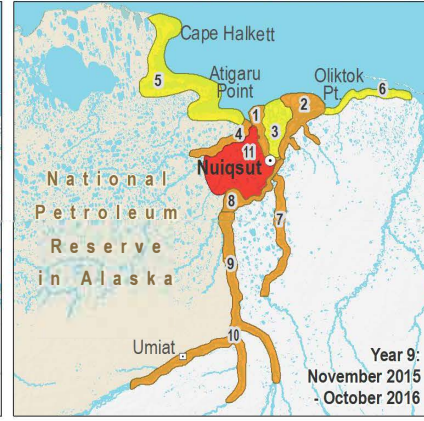 Cape Halkett
5
Atigaru
Point
Oliktok
Pt.
6
2
1
3
4
11
Nuiqsut
8
7
National
Petroleum
Reserve
in Alaska
9
10
Umiat
Year 9:
November 2015
- October 2016